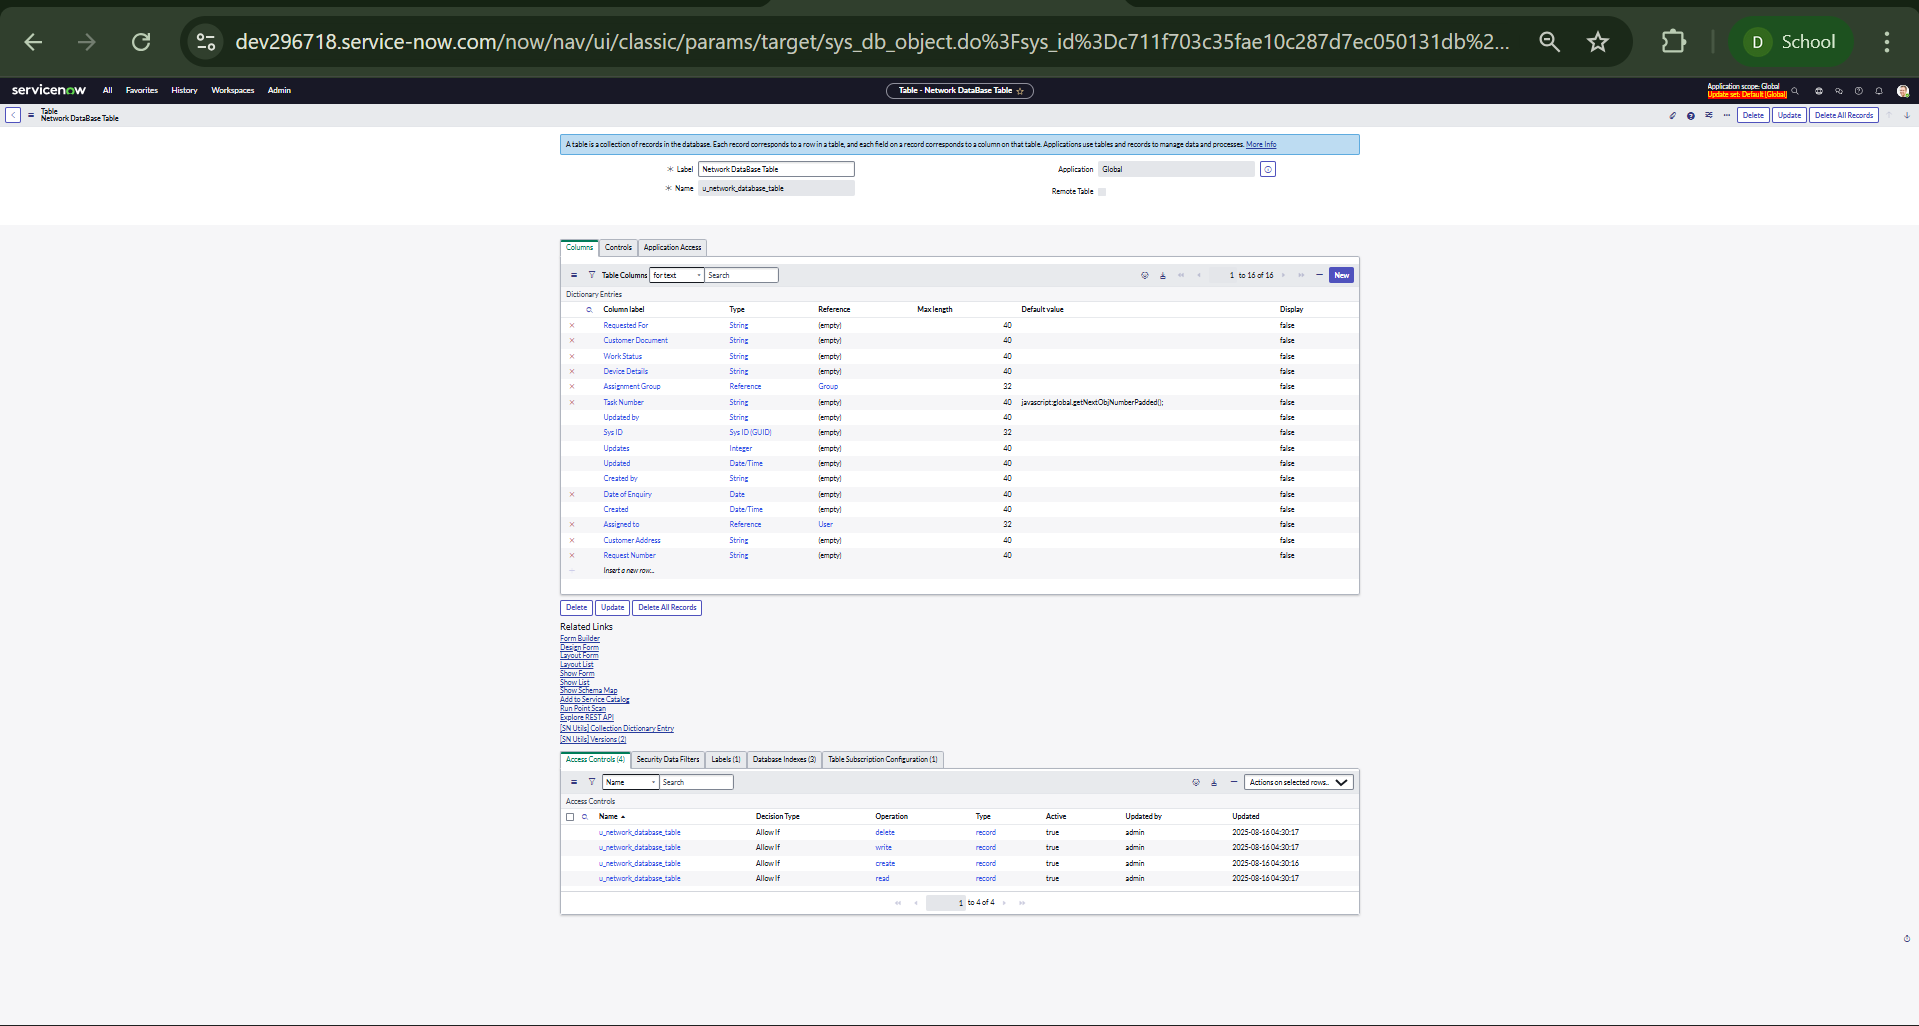 dev296718.service-now.com/now/nav/ui/classic/params/target/sys_db_object.do%3Fsys_id%3Dc711f703c35fae10c287d7ec050131db%2...
D School
servicenow All Favorites History Workspaces Admin
Table - Network DataBase Table
Application scope: Global
Update set: Default [Global]
Table
Network DataBase Table
Delete Update Delete All Records
A table is a collection of records in the database. Each record corresponds to a row in a table, and each field on a record corresponds to a column on that table. Applications use tables and records to manage data and processes. More Info
Label Network DataBase Table Application Global
Name u_network_database_table Remote Table
Columns Controls Application Access
Table Columns for text Search 1 to 16 of 16 New
Dictionary Entries
Column label Type Reference Max length Default value Display
Requested For String (empty) 40 false
Customer Document String (empty) 40 false
Work Status String (empty) 40 false
Device Details String (empty) 40 false
Assignment Group Reference Group 32 false
Task Number String (empty) 40 javascript:global.getNextObjNumberPadded(); false
Updated by String (empty) 40 false
Sys ID Sys ID (GUID) (empty) 32 false
Updates Integer (empty) 40 false
Updated Date/Time (empty) 40 false
Created by String (empty) 40 false
Date of Enquiry Date (empty) 40 false
Created Date/Time (empty) 40 false
Assigned to Reference User 32 false
Customer Address String (empty) 40 false
Request Number String (empty) 40 false
Insert a new row...
Delete Update Delete All Records
Related Links
Form Builder
Design Form
Layout Form
Layout List
Show Form
Show List
Show Schema Map
Add to Service Catalog
Run Point Scan
Explore REST API
[SN Utils] Collection Dictionary Entry
[SN Utils] Versions (2)
Access Controls (4) Security Data Filters Labels (1) Database Indexes (3) Table Subscription Configuration (1)
Name Search Actions on selected rows...
Access Controls
Name Decision Type Operation Type Active Updated by Updated
u_network_database_table Allow If delete record true admin 2025-08-16 04:30:17
u_network_database_table Allow If write record true admin 2025-08-16 04:30:17
u_network_database_table Allow If create record true admin 2025-08-16 04:30:16
u_network_database_table Allow If read record true admin 2025-08-16 04:30:17
1 to 4 of 4